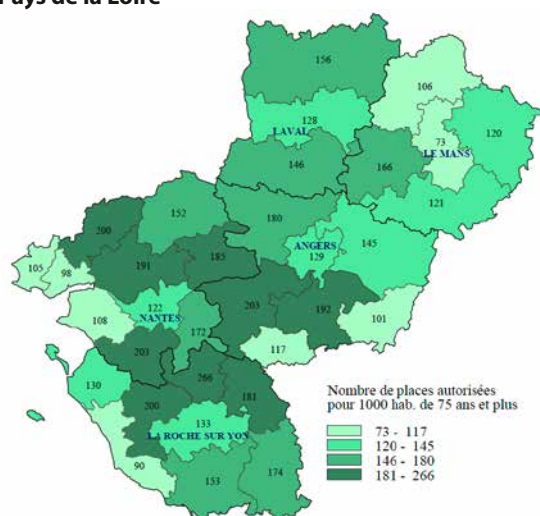 Pays de la Loire
156
106
128
LAVAL
73
LE MANS
120
146
166
152
180
121
200
ANGERS
129
145
185
191
105
98
203
192
122
NANTES
108
172
101
203
117
130
266
181
200
133
LA ROCHE SUR YON
90
153
174
Nombre de places autorisées
pour 1000 hab. de 75 ans et plus
73 - 117
120 - 145
146 - 180
181 - 266